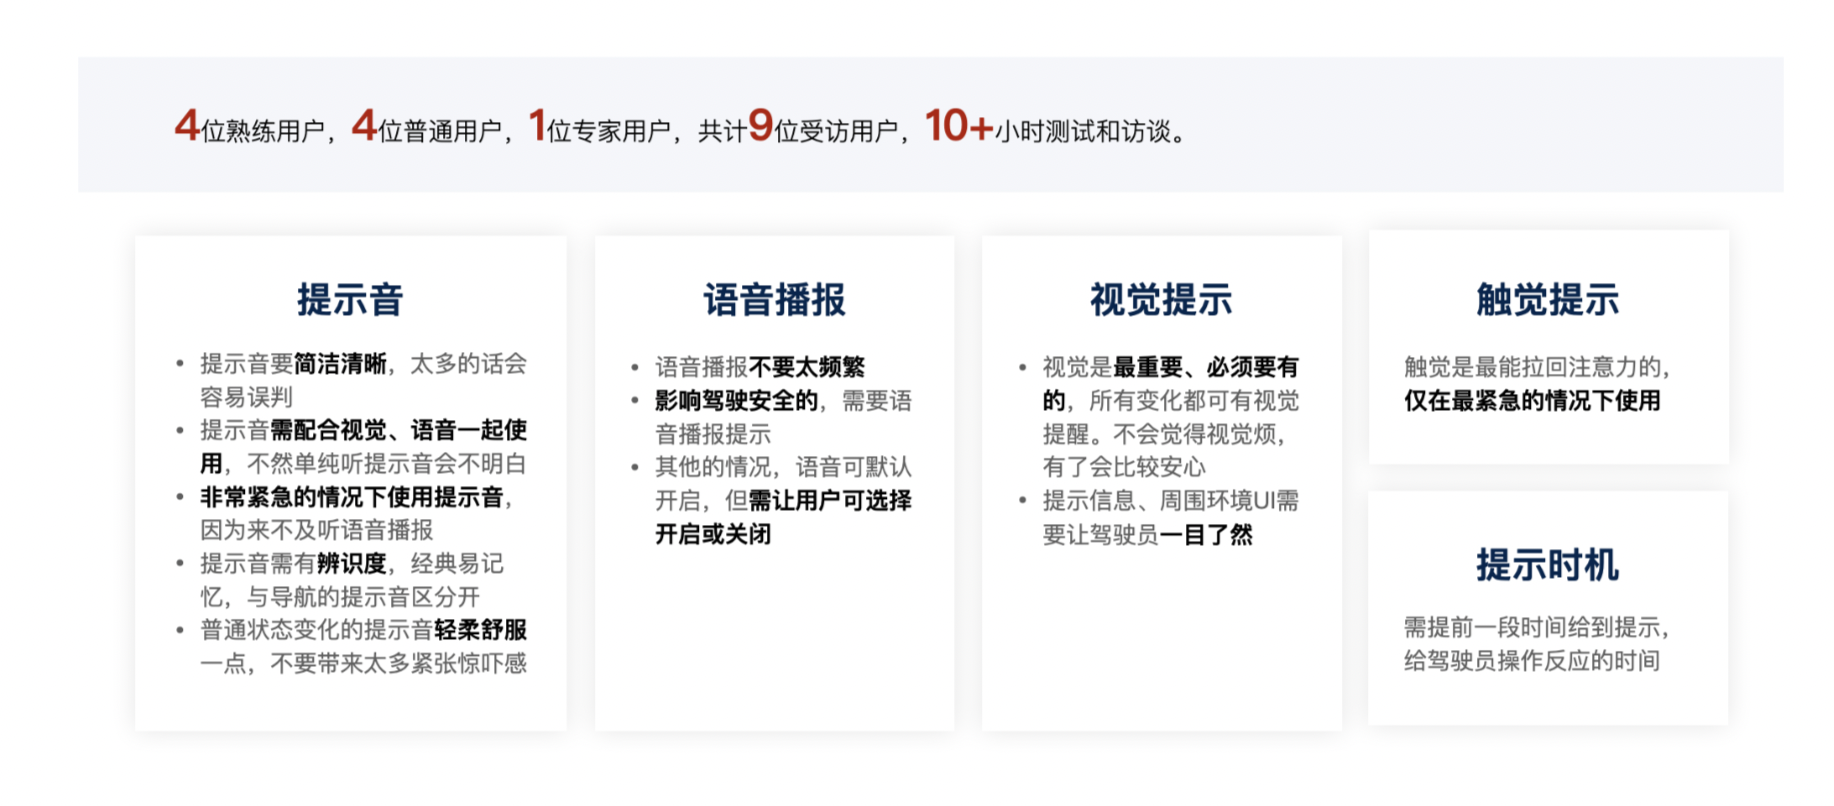 4位熟练用户，4位普通用户，1位专家用户，共计9位受访用户，10+小时测试和访谈。
提示音
• 提示音要简洁清晰，太多的话会
容易误判
• 提示音需配合视觉、语音一起使
用，不然单纯听提示音会不明白
• 非常紧急的情况下使用提示音，
因为来不及听语音播报
• 提示音需有辨识度，经典易记
忆，与导航的提示音区分开
• 普通状态变化的提示音轻柔舒服
一点，不要带来太多紧张惊吓感
语音播报
• 语音播报不要太频繁
• 影响驾驶安全的，需要语
音播报提示
• 其他的情况，语音可默认
开启，但需让用户可选择
开启或关闭
视觉提示
• 视觉是最重要、必须要有
的，所有变化都可有视觉
提醒。不会觉得视觉烦，
有了会比较安心
• 提示信息、周围环境UI需
要让驾驶员一目了然
触觉提示
触觉是最能拉回注意力的，
仅在最紧急的情况下使用
提示时机
需提前一段时间给到提示，
给驾驶员操作反应的时间